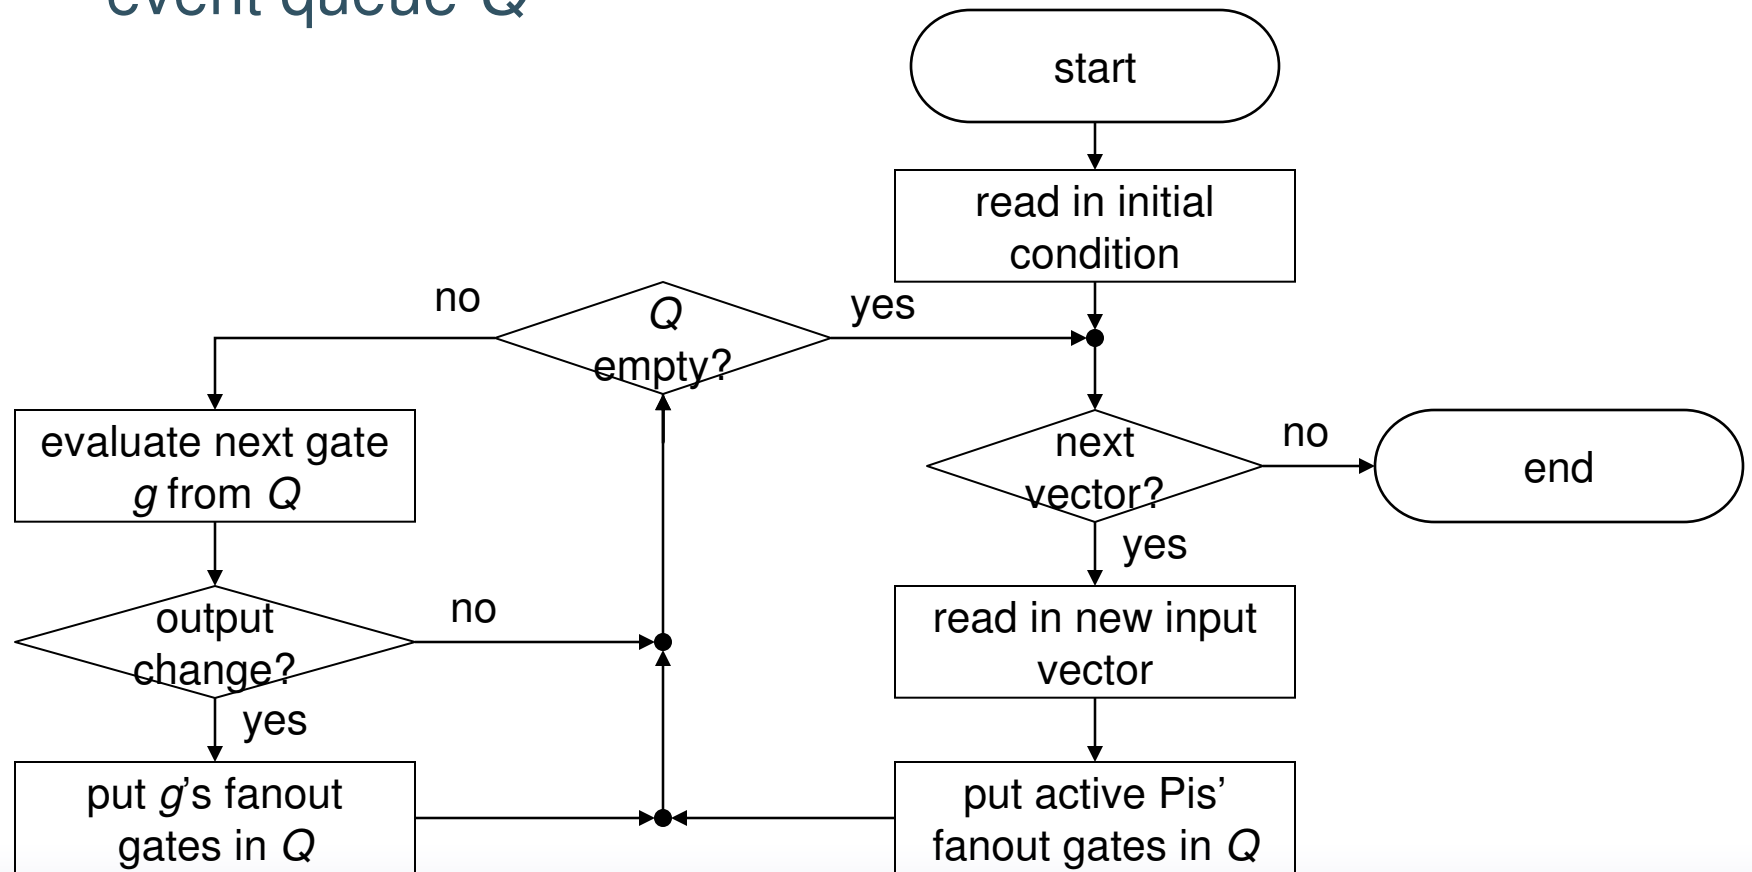 event queue Q
start
read in initial
condition
no
Q
empty?
yes
evaluate next gate
g from Q
next
vector?
no
end
yes
output
change?
no
read in new input
vector
yes
put g’s fanout
gates in Q
put active Pis’
fanout gates in Q